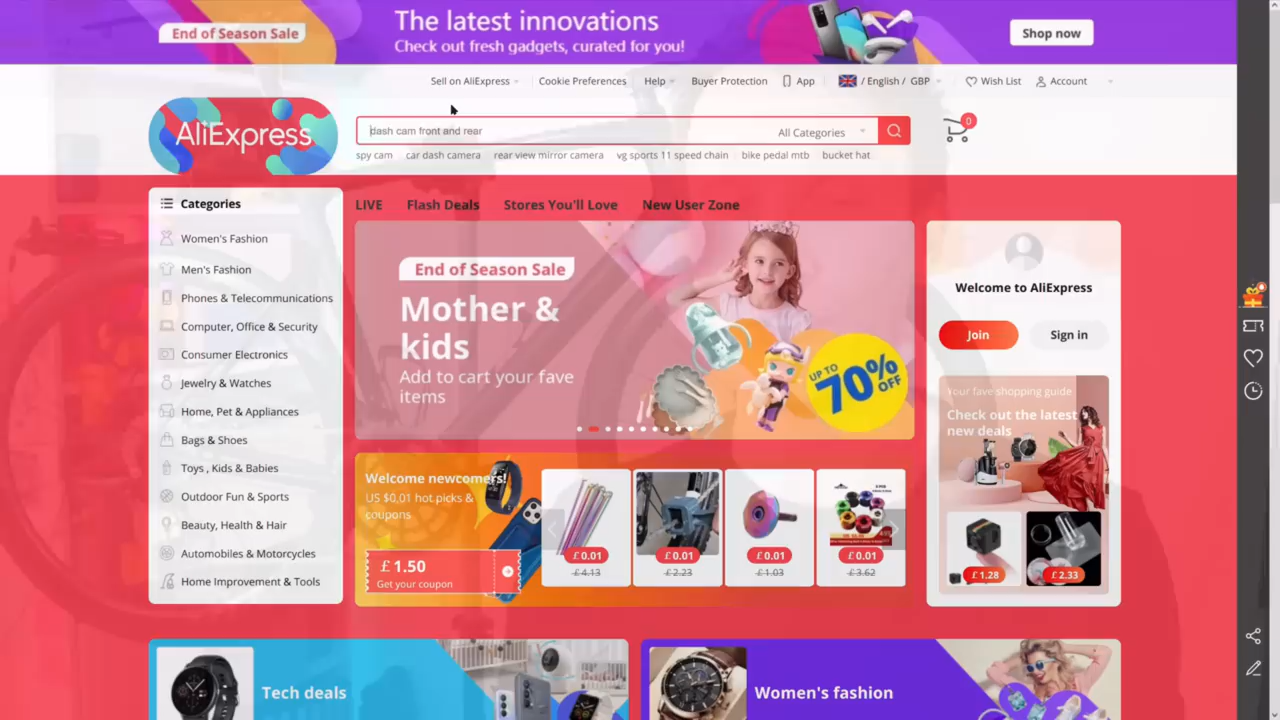 The latest innovations
End of Season Sale
Check out fresh gadgets, curated for you!
Shop now
Sell on AliExpress
Cookie Preferences
Help
Buyer Protection
App
/ English / GBP
Wish List
Account
AliExpress
dash cam front and rear
All Categories
0
spy cam
car dash camera
rear view mirror camera
vg sports 11 speed chain
bike pedal mtb
bucket hat
Categories
LIVE
Flash Deals
Stores You'll Love
New User Zone
Women's Fashion
Men's Fashion
Phones & Telecommunications
Computer, Office & Security
Consumer Electronics
Jewelry & Watches
Home, Pet & Appliances
Bags & Shoes
Toys , Kids & Babies
Outdoor Fun & Sports
Beauty, Health & Hair
Automobiles & Motorcycles
Home Improvement & Tools
End of Season Sale
Mother &
kids
Add to cart your fave
items
UP TO
70% OFF
Welcome to AliExpress
Join
Sign in
Your fave shopping guide
Check out the latest
new deals
£ 1.28
£ 2.33
Welcome newcomers!
US $0,01 hot picks &
coupons
£ 1.50
Get your coupon
£ 0.01
£ 4.13
£ 0.01
£ 2.23
£ 0.01
£ 1.03
£ 0.01
£ 3.62
Tech deals
Women's fashion